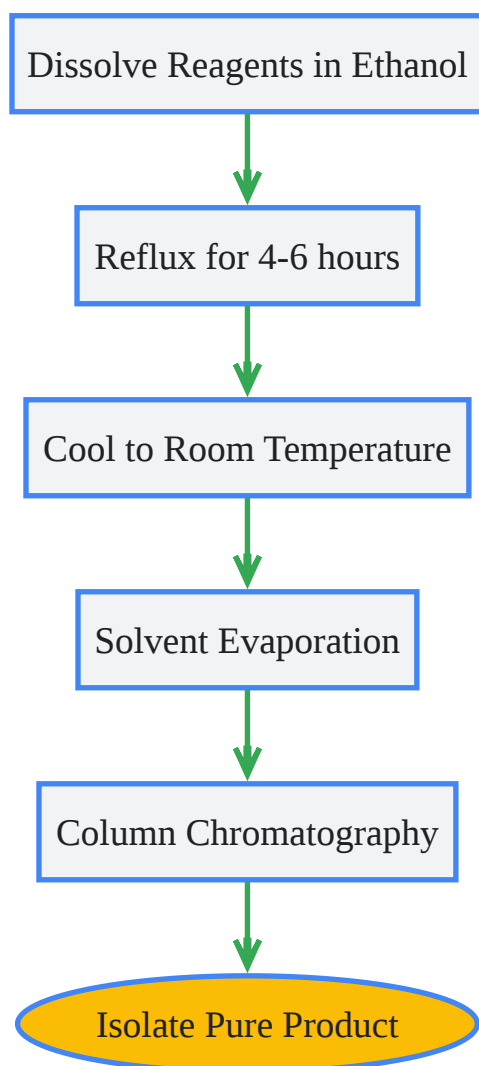 Dissolve Reagents in Ethanol
Reflux for 4-6 hours
Cool to Room Temperature
Solvent Evaporation
Column Chromatography
Isolate Pure Product